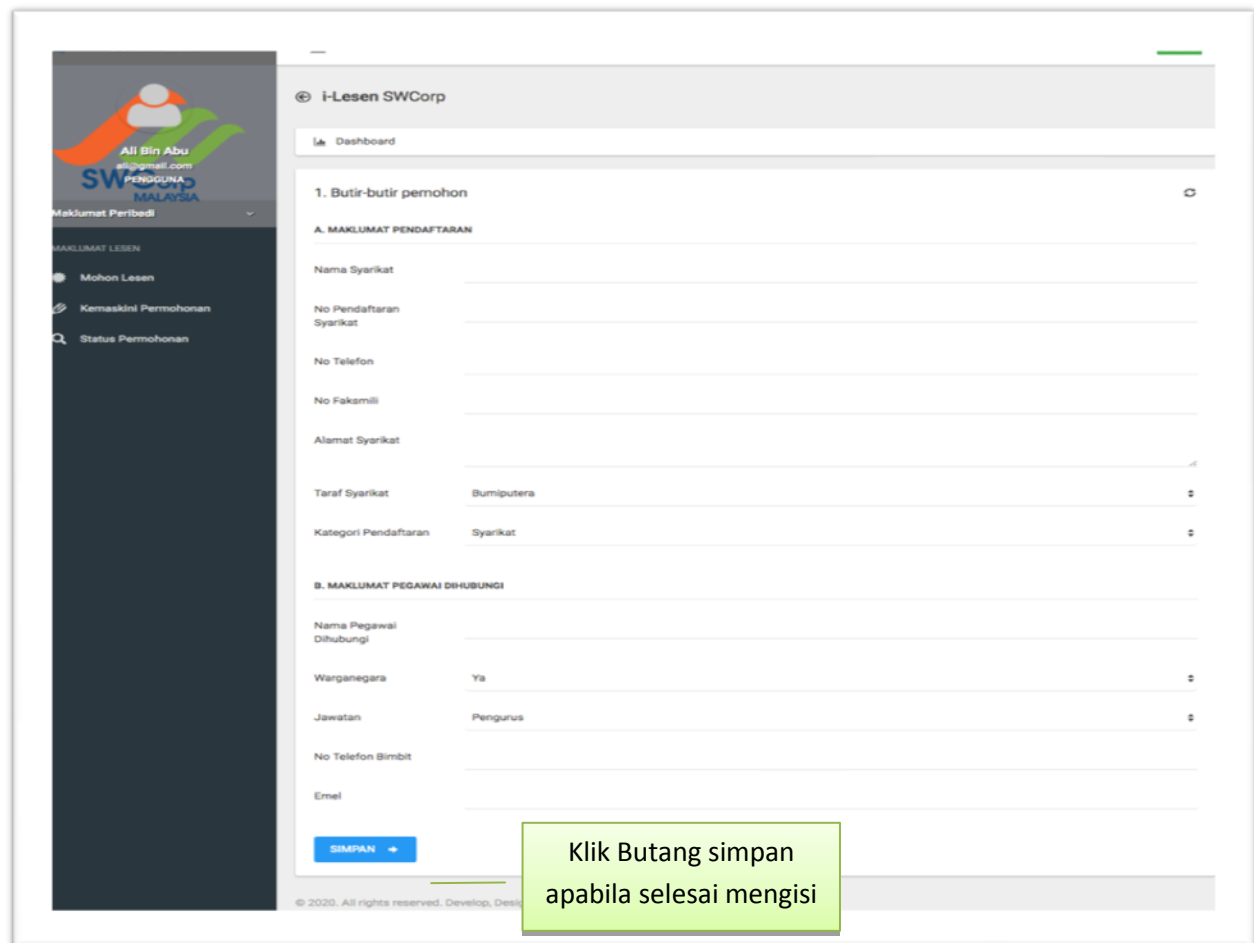 i-Lesen SWCorp
Dashboard
Ali Bin Abu
ali@gmail.com
PENGGUNA
SWCorp
MALAYSIA
Maklumat Peribadi
MAKLUMAT LESEN
Mohon Lesen
Kemaskini Permohonan
Status Permohonan
1. Butir-butir pemohon
A. MAKLUMAT PENDAFTARAN
Nama Syarikat
No Pendaftaran
Syarikat
No Telefon
No Faksmili
Alamat Syarikat
Taraf Syarikat Bumiputera
Kategori Pendaftaran Syarikat
B. MAKLUMAT PEGAWAI DIHUBUNGI
Nama Pegawai
Dihubungi
Warganegara Ya
Jawatan Pengurus
No Telefon Bimbit
Emel
SIMPAN
Klik Butang simpan
apabila selesai mengisi
© 2020. All rights reserved. Develop,